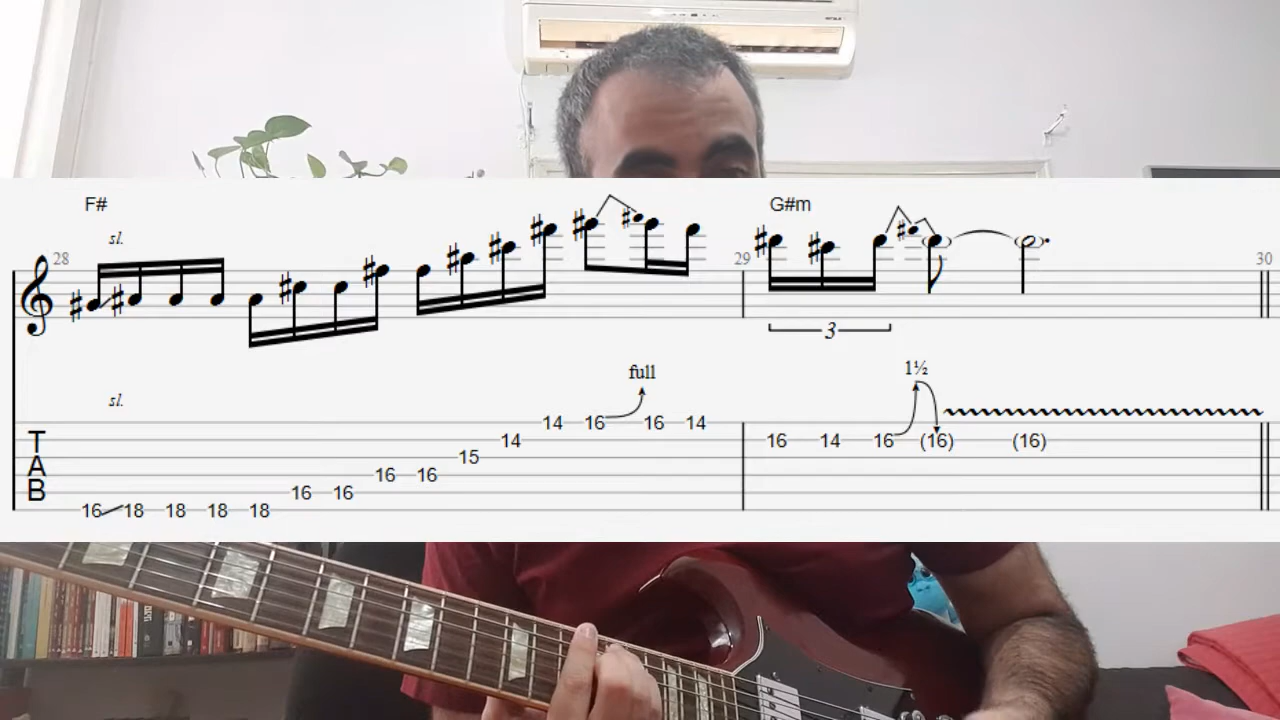 F# G#m
sl.
28 29 30
3
full 1½
sl.
14 16 16 14
14 16 14 16 (16) (16)
T 15
A 16 16
B 16 16
16 18 18 18 18